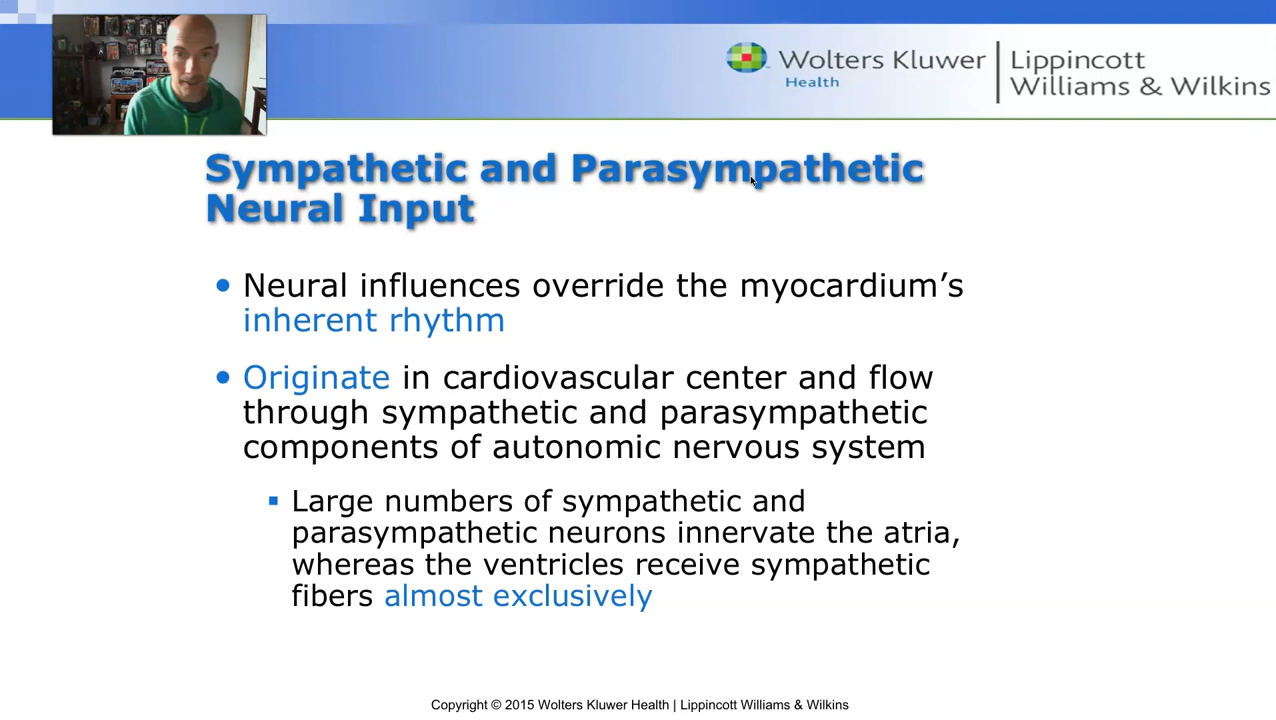 Wolters Kluwer
Health
Lippincott
Williams & Wilkins
Sympathetic and Parasympathetic
Neural Input
• Neural influences override the myocardium’s
inherent rhythm
• Originate in cardiovascular center and flow
through sympathetic and parasympathetic
components of autonomic nervous system
▪ Large numbers of sympathetic and
parasympathetic neurons innervate the atria,
whereas the ventricles receive sympathetic
fibers almost exclusively
Copyright © 2015 Wolters Kluwer Health | Lippincott Williams & Wilkins